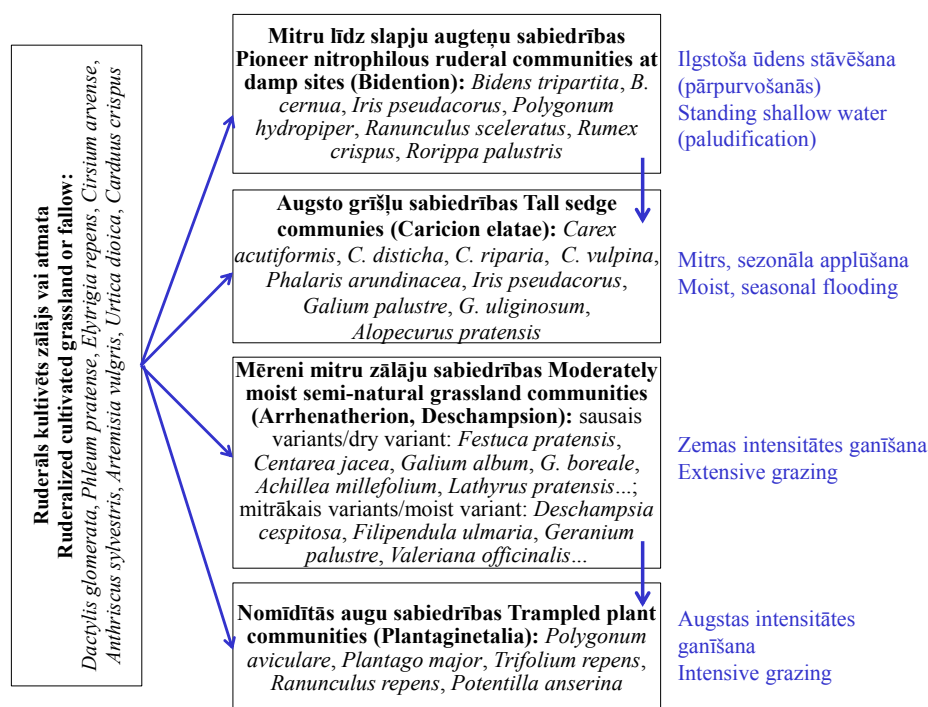 Ruderāls kultivēts zālājs vai atmata
Ruderalized cultivated grassland or fallow:
Dactylis glomerata, Phleum pratense, Elytrigia repens, Cirsium arvense,
Anthriscus sylvestris, Artemisia vulgris, Urtica dioica, Carduus crispus
Mitru līdz slapju augteņu sabiedrības
Pioneer nitrophilous ruderal communities at
damp sites (Bidention): Bidens tripartita, B.
cernua, Iris pseudacorus, Polygonum
hydropiper, Ranunculus sceleratus, Rumex
crispus, Rorippa palustris
Ilgstoša ūdens stāvēšana
(pārpurvošanās)
Standing shallow water
(paludification)
Augsto grīšļu sabiedrības Tall sedge
communies (Caricion elatae): Carex
acutiformis, C. disticha, C. riparia, C. vulpina,
Phalaris arundinacea, Iris pseudacorus,
Galium palustre, G. uliginosum,
Alopecurus pratensis
Mitrs, sezonāla applūšana
Moist, seasonal flooding
Mēreni mitru zālāju sabiedrības Moderately
moist semi-natural grassland communities
(Arrhenatherion, Deschampsion): sausais
variants/dry variant: Festuca pratensis,
Centarea jacea, Galium album, G. boreale,
Achillea millefolium, Lathyrus pratensis...;
mitrākais variants/moist variant: Deschampsia
cespitosa, Filipendula ulmaria, Geranium
palustre, Valeriana officinalis...
Zemas intensitātes ganīšana
Extensive grazing
Nomīdītās augu sabiedrības Trampled plant
communities (Plantaginetalia): Polygonum
aviculare, Plantago major, Trifolium repens,
Ranunculus repens, Potentilla anserina
Augstas intensitātes
ganīšana
Intensive grazing